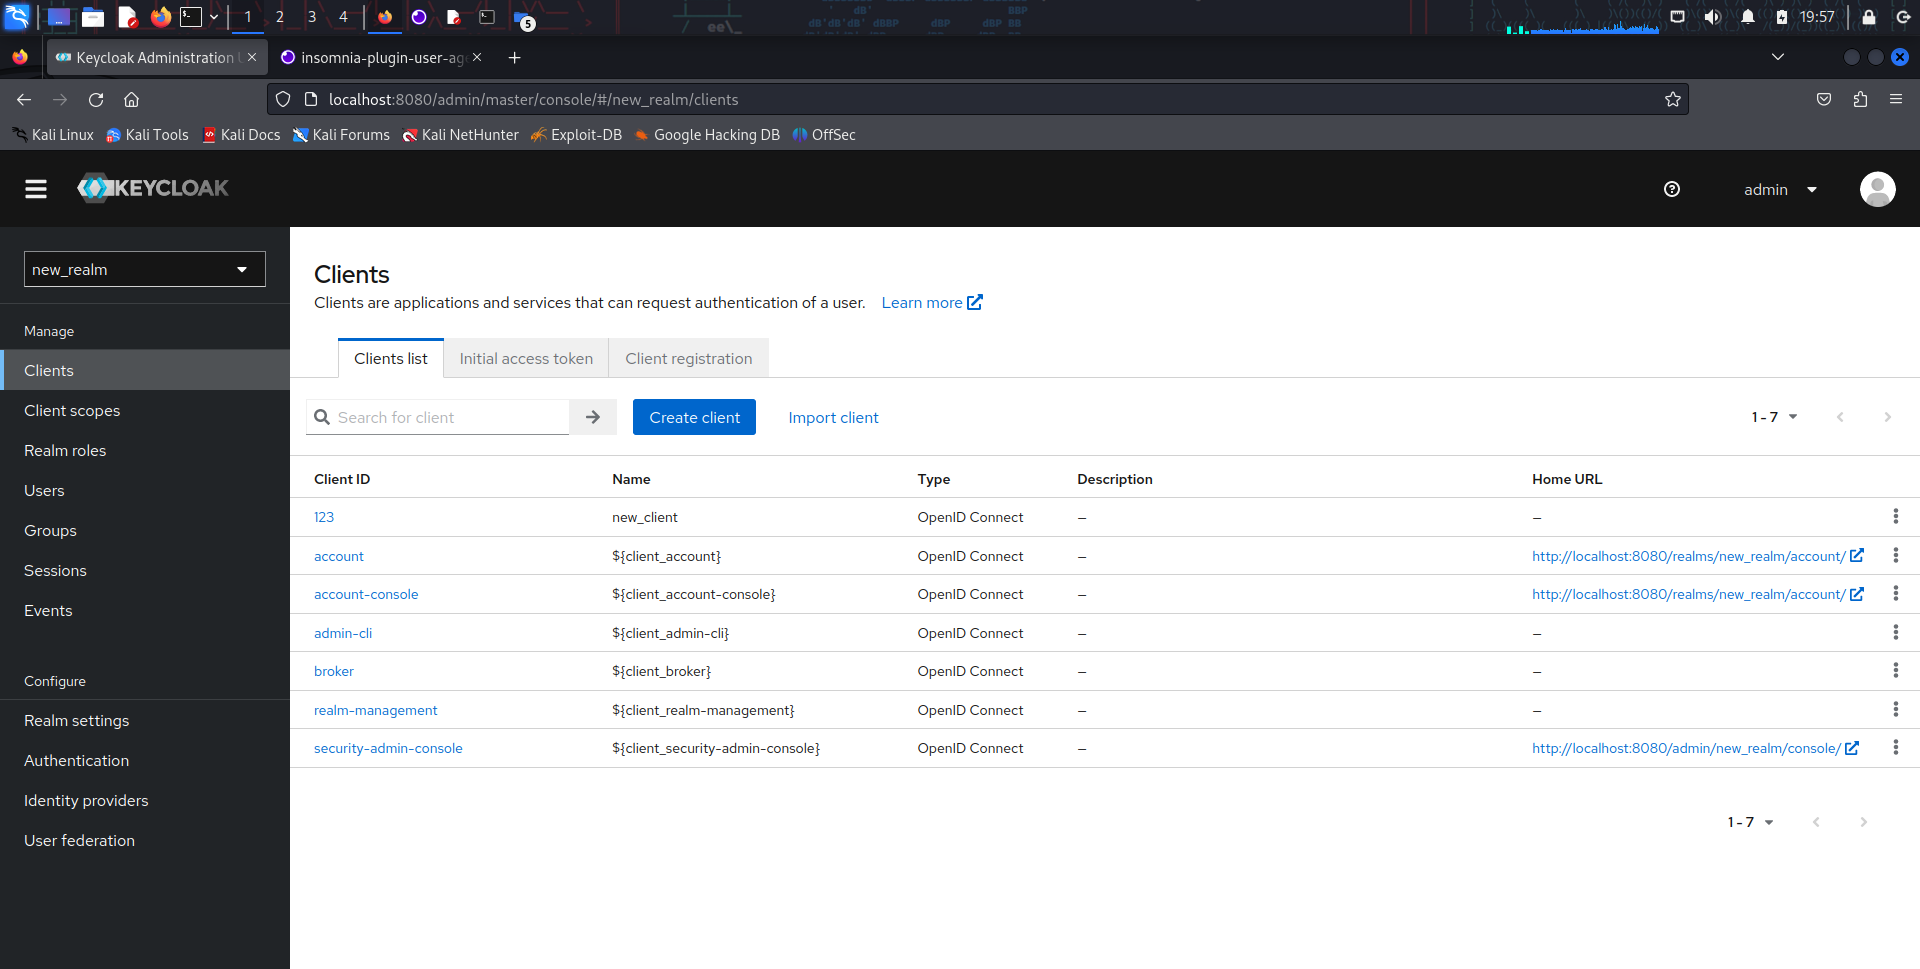 1 2 3 4 5 19:57
Keycloak Administration
insomnia-plugin-user-ag
localhost:8080/admin/master/console/#/new_realm/clients
Kali Linux Kali Tools Kali Docs Kali Forums Kali NetHunter Exploit-DB Google Hacking DB OffSec
KEYCLOAK
admin
new_realm
Manage
Clients
Client scopes
Realm roles
Users
Groups
Sessions
Events
Configure
Realm settings
Authentication
Identity providers
User federation
Clients
Clients are applications and services that can request authentication of a user. Learn more
Clients list Initial access token Client registration
Search for client Create client Import client 1 - 7
Client ID Name Type Description Home URL
123 new_client OpenID Connect – –
account ${client_account} OpenID Connect – http://localhost:8080/realms/new_realm/account/
account-console ${client_account-console} OpenID Connect – http://localhost:8080/realms/new_realm/account/
admin-cli ${client_admin-cli} OpenID Connect – –
broker ${client_broker} OpenID Connect – –
realm-management ${client_realm-management} OpenID Connect – –
security-admin-console ${client_security-admin-console} OpenID Connect – http://localhost:8080/admin/new_realm/console/
1 - 7